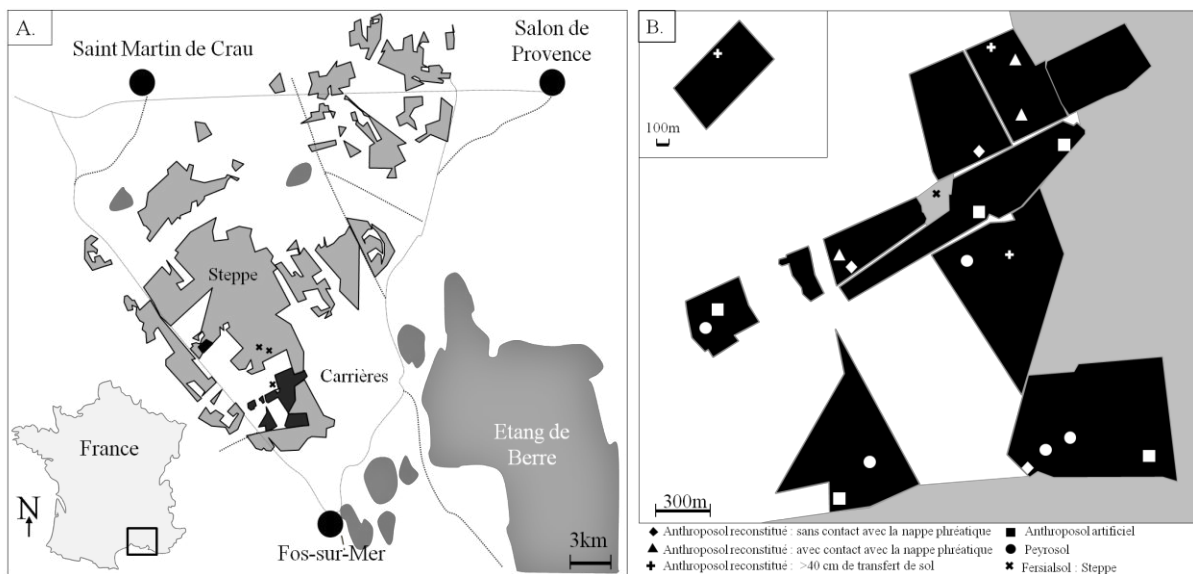 A.
Saint Martin de Crau
Salon de
Provence
Steppe
Carrières
France
Etang de
Berre
N
Fos-sur-Mer
3km
B.
100m
300m
Anthroposol reconstitué : sans contact avec la nappe phréatique
Anthroposol reconstitué : avec contact avec la nappe phréatique
Anthroposol reconstitué : >40 cm de transfert de sol
Anthroposol artificiel
Peyrosol
Fersialsol : Steppe